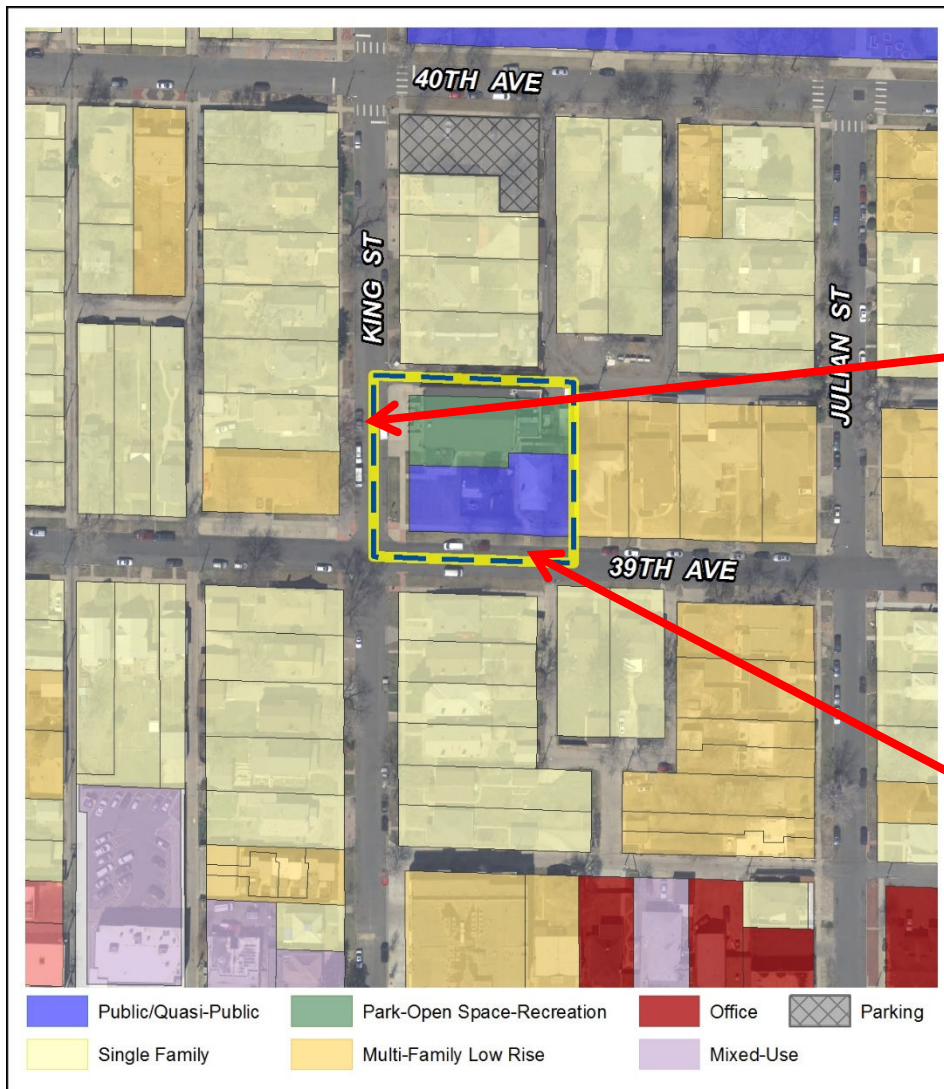 40TH AVE
KING ST
JULIAN ST
39TH AVE
Public/Quasi-Public
Park-Open Space-Recreation
Office
Parking
Single Family
Multi-Family Low Rise
Mixed-Use